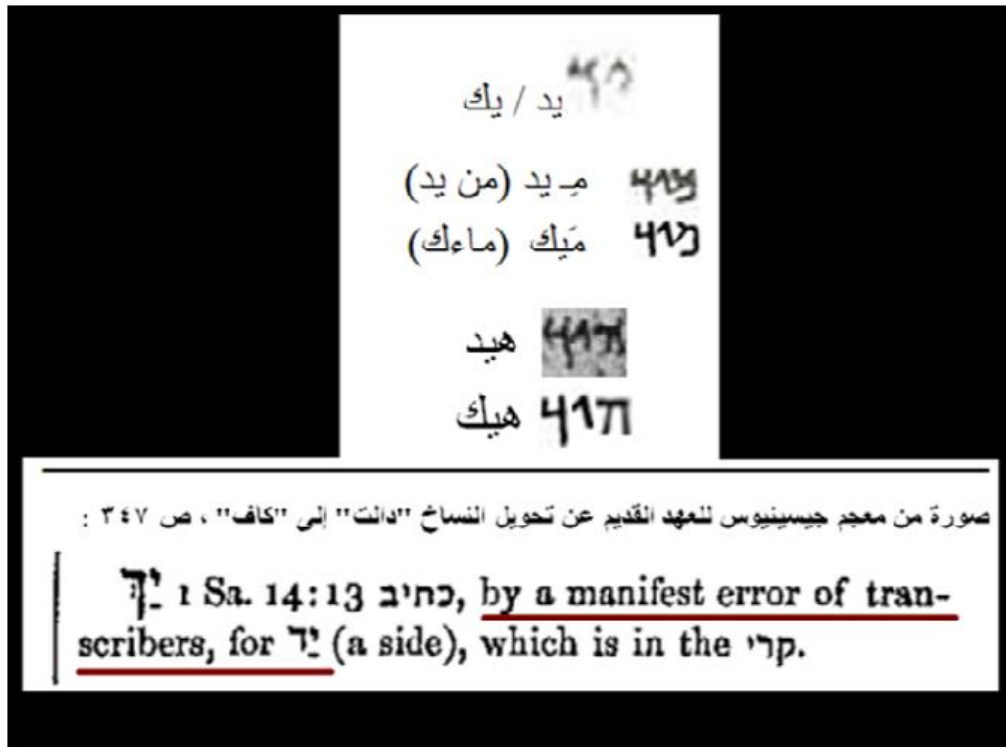 يد / يك
مِـ يد (من يد)
مَيك (ماءك)
هيد
هيك
صورة من معجم جيسينيوس للعهد القديم عن تحويل النساخ "دالت" إلى "كاف" ، ص ٣٤٧ :
יַךְ 1 Sa. 14:13 כתיב, by a manifest error of tran-
scribers, for יַד (a side), which is in the קרי.